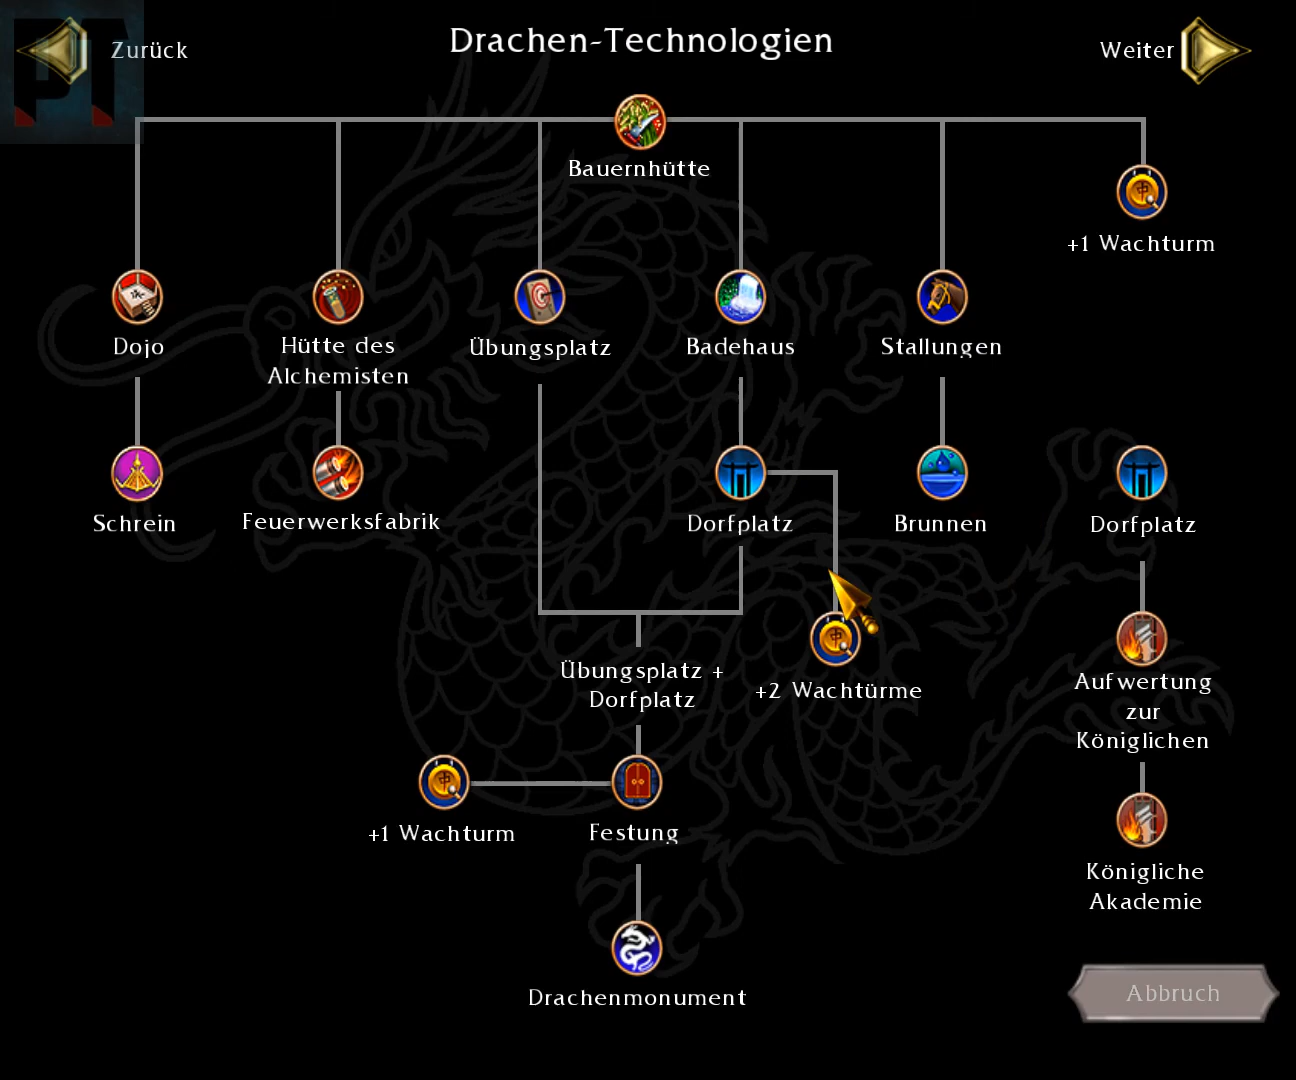 Zurück
Drachen-Technologien
Weiter
PT
Bauernhütte
+1 Wachturm
Dojo
Hütte des
Alchemisten
Übungsplatz
Badehaus
Stallungen
Schrein
Feuerwerksfabrik
Dorfplatz
Brunnen
Dorfplatz
Übungsplatz +
Dorfplatz
+2 Wachtürme
Aufwertung
zur
Königlichen
+1 Wachturm
Festung
Königliche
Akademie
Drachenmonument
Abbruch